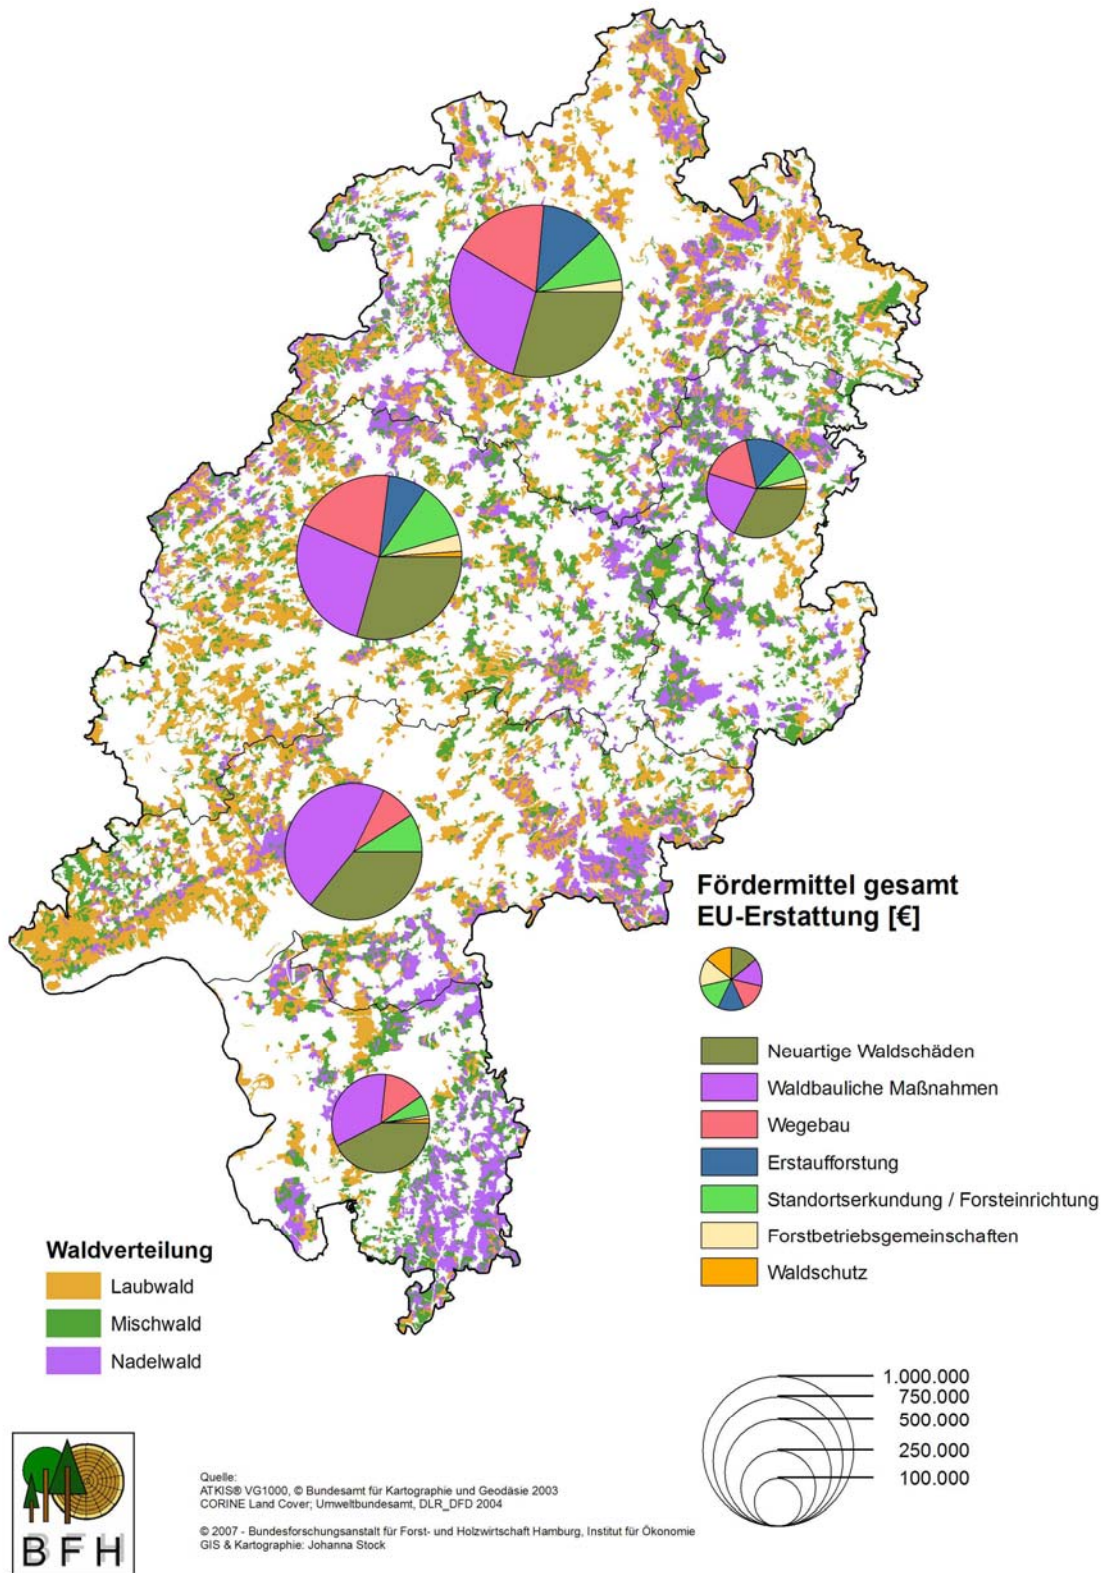 Fördermittel gesamt
EU-Erstattung [€]
Neuartige Waldschäden
Waldbauliche Maßnahmen
Wegebau
Erstaufforstung
Standortserkundung / Forsteinrichtung
Forstbetriebsgemeinschaften
Waldschutz
Waldverteilung
Laubwald
Mischwald
Nadelwald
1.000.000
750.000
500.000
250.000
100.000
BFH
Quelle:
ATKIS® VG1000, © Bundesamt für Kartographie und Geodäsie 2003
CORINE Land Cover; Umweltbundesamt, DLR_DFD 2004
© 2007 - Bundesforschungsanstalt für Forst- und Holzwirtschaft Hamburg, Institut für Ökonomie
GIS & Kartographie: Johanna Stock